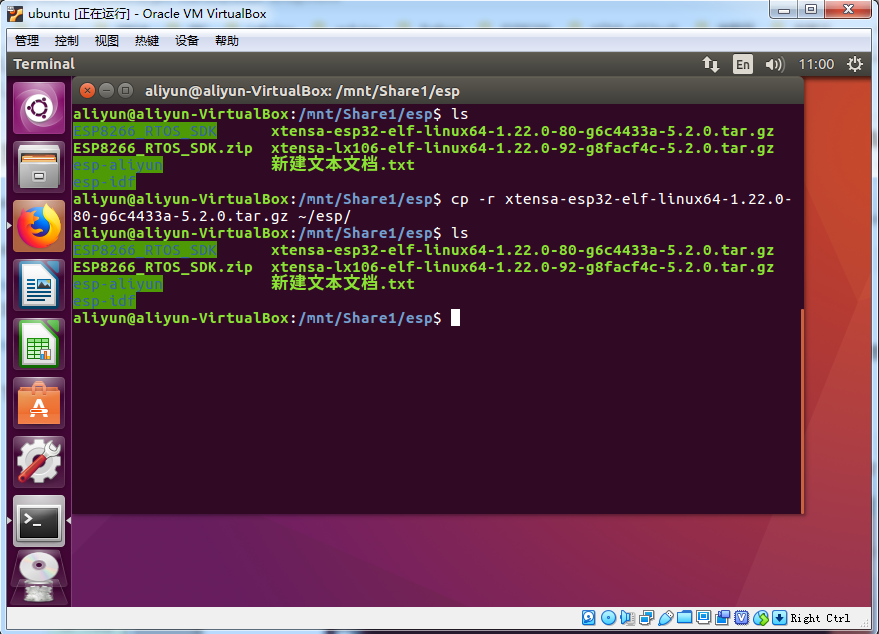 ubuntu [正在运行] - Oracle VM VirtualBox
管理 控制 视图 热键 设备 帮助
Terminal En 11:00
aliyun@aliyun-VirtualBox: /mnt/Share1/esp
aliyun@aliyun-VirtualBox:/mnt/Share1/esp$ ls
ESP8266_RTOS_SDK xtensa-esp32-elf-linux64-1.22.0-80-g6c4433a-5.2.0.tar.gz
ESP8266_RTOS_SDK.zip xtensa-lx106-elf-linux64-1.22.0-92-g8facf4c-5.2.0.tar.gz
esp-aliyun 新建文本文档.txt
esp-idf
aliyun@aliyun-VirtualBox:/mnt/Share1/esp$ cp -r xtensa-esp32-elf-linux64-1.22.0-
80-g6c4433a-5.2.0.tar.gz ~/esp/
aliyun@aliyun-VirtualBox:/mnt/Share1/esp$ ls
ESP8266_RTOS_SDK xtensa-esp32-elf-linux64-1.22.0-80-g6c4433a-5.2.0.tar.gz
ESP8266_RTOS_SDK.zip xtensa-lx106-elf-linux64-1.22.0-92-g8facf4c-5.2.0.tar.gz
esp-aliyun 新建文本文档.txt
esp-idf
aliyun@aliyun-VirtualBox:/mnt/Share1/esp$
Right Ctrl